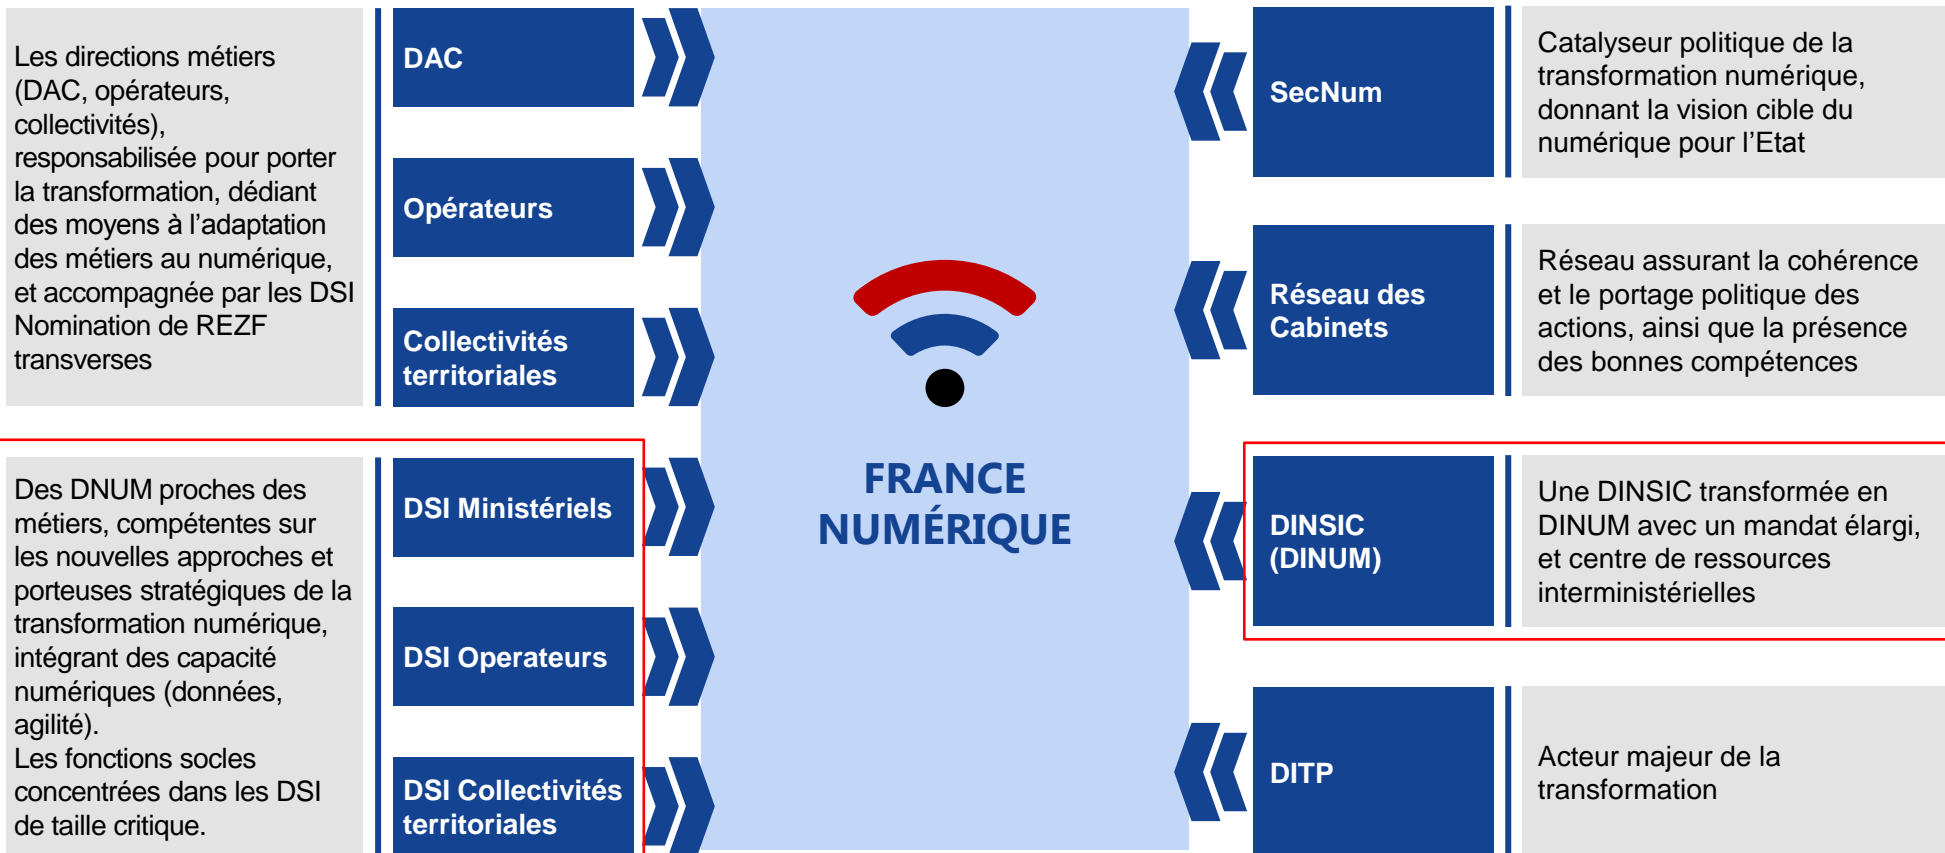 Les directions métiers
(DAC, opérateurs,
collectivités),
responsabilisée pour porter
la transformation, dédiant
des moyens à l’adaptation
des métiers au numérique,
et accompagnée par les DSI
Nomination de REZF
transverses
DAC
Opérateurs
Collectivités
territoriales
Des DNUM proches des
métiers, compétentes sur
les nouvelles approches et
porteuses stratégiques de la
transformation numérique,
intégrant des capacité
numériques (données,
agilité).
Les fonctions socles
concentrées dans les DSI
de taille critique.
DSI Ministériels
DSI Operateurs
DSI Collectivités
territoriales
FRANCE
NUMÉRIQUE
SecNum
Catalyseur politique de la
transformation numérique,
donnant la vision cible du
numérique pour l’Etat
Réseau des
Cabinets
Réseau assurant la cohérence
et le portage politique des
actions, ainsi que la présence
des bonnes compétences
DINSIC
(DINUM)
Une DINSIC transformée en
DINUM avec un mandat élargi,
et centre de ressources
interministérielles
DITP
Acteur majeur de la
transformation